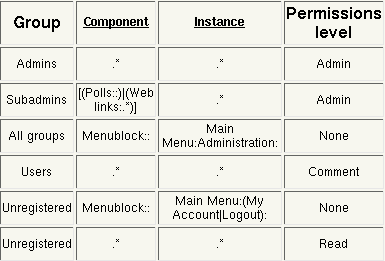 Group Component Instance Permissions level
Admins .* .* Admin
Subadmins [(Polls::)|(Web links:.*)] .* Admin
All groups Menublock:: Main Menu:Administration: None
Users .* .* Comment
Unregistered Menublock:: Main Menu:(My Account|Logout): None
Unregistered .* .* Read